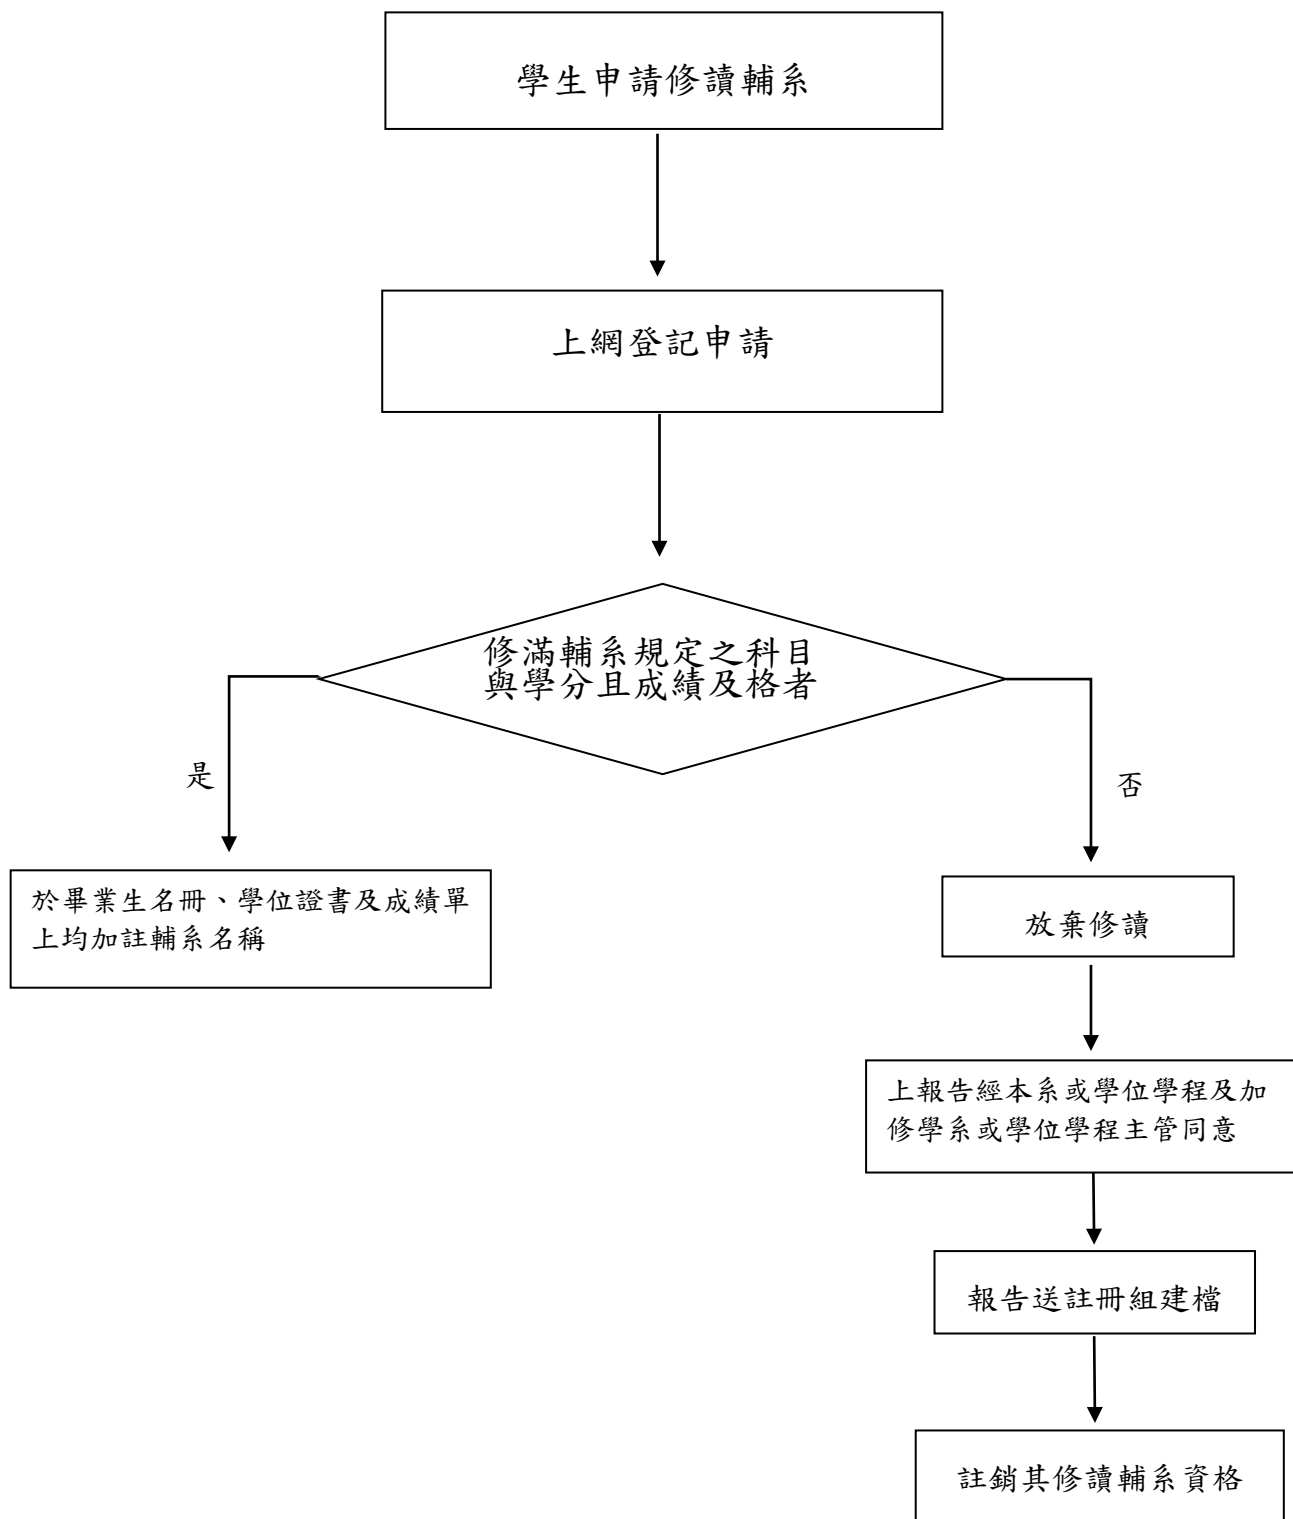 學生申請修讀輔系
上網登記申請
修滿輔系規定之科目
與學分且成績及格者
是
否
於畢業生名冊、學位證書及成績單
上均加註輔系名稱
放棄修讀
上報告經本系或學位學程及加
修學系或學位學程主管同意
報告送註冊組建檔
註銷其修讀輔系資格